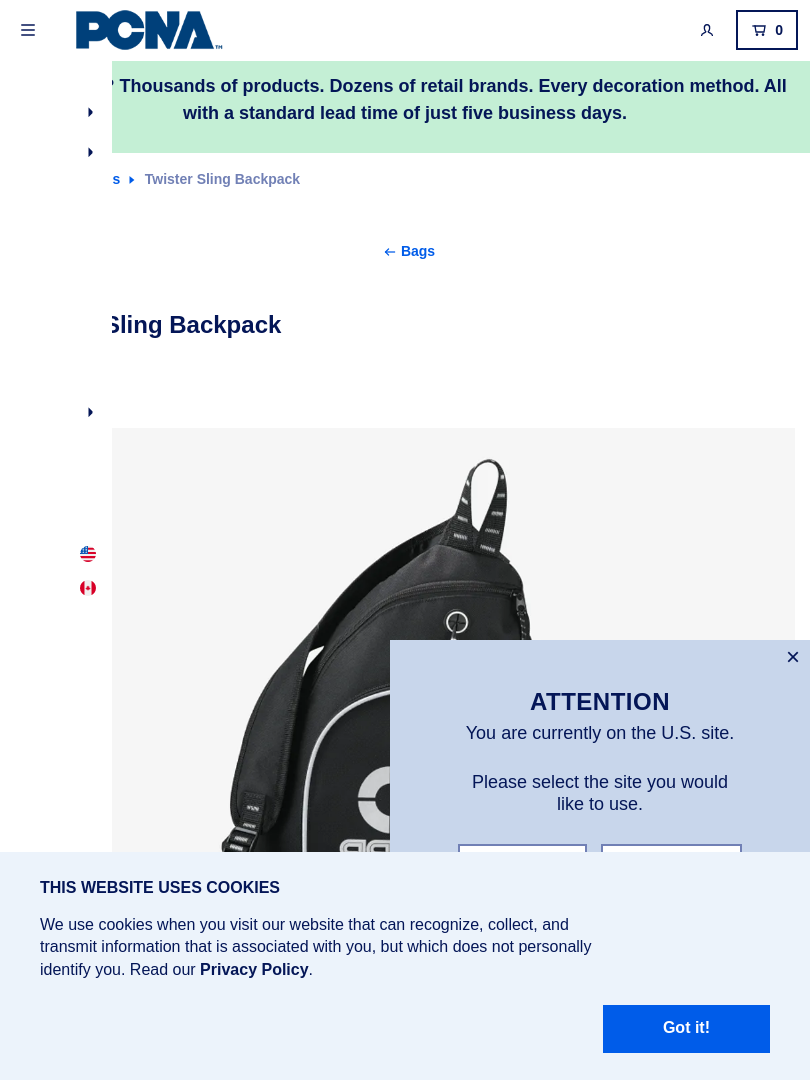 PCNA™
0
? Thousands of products. Dozens of retail brands. Every decoration method. All
with a standard lead time of just five business days.
s Twister Sling Backpack
Bags
Sling Backpack
ATTENTION
You are currently on the U.S. site.
Please select the site you would
like to use.
THIS WEBSITE USES COOKIES
We use cookies when you visit our website that can recognize, collect, and
transmit information that is associated with you, but which does not personally
identify you. Read our Privacy Policy.
Got it!